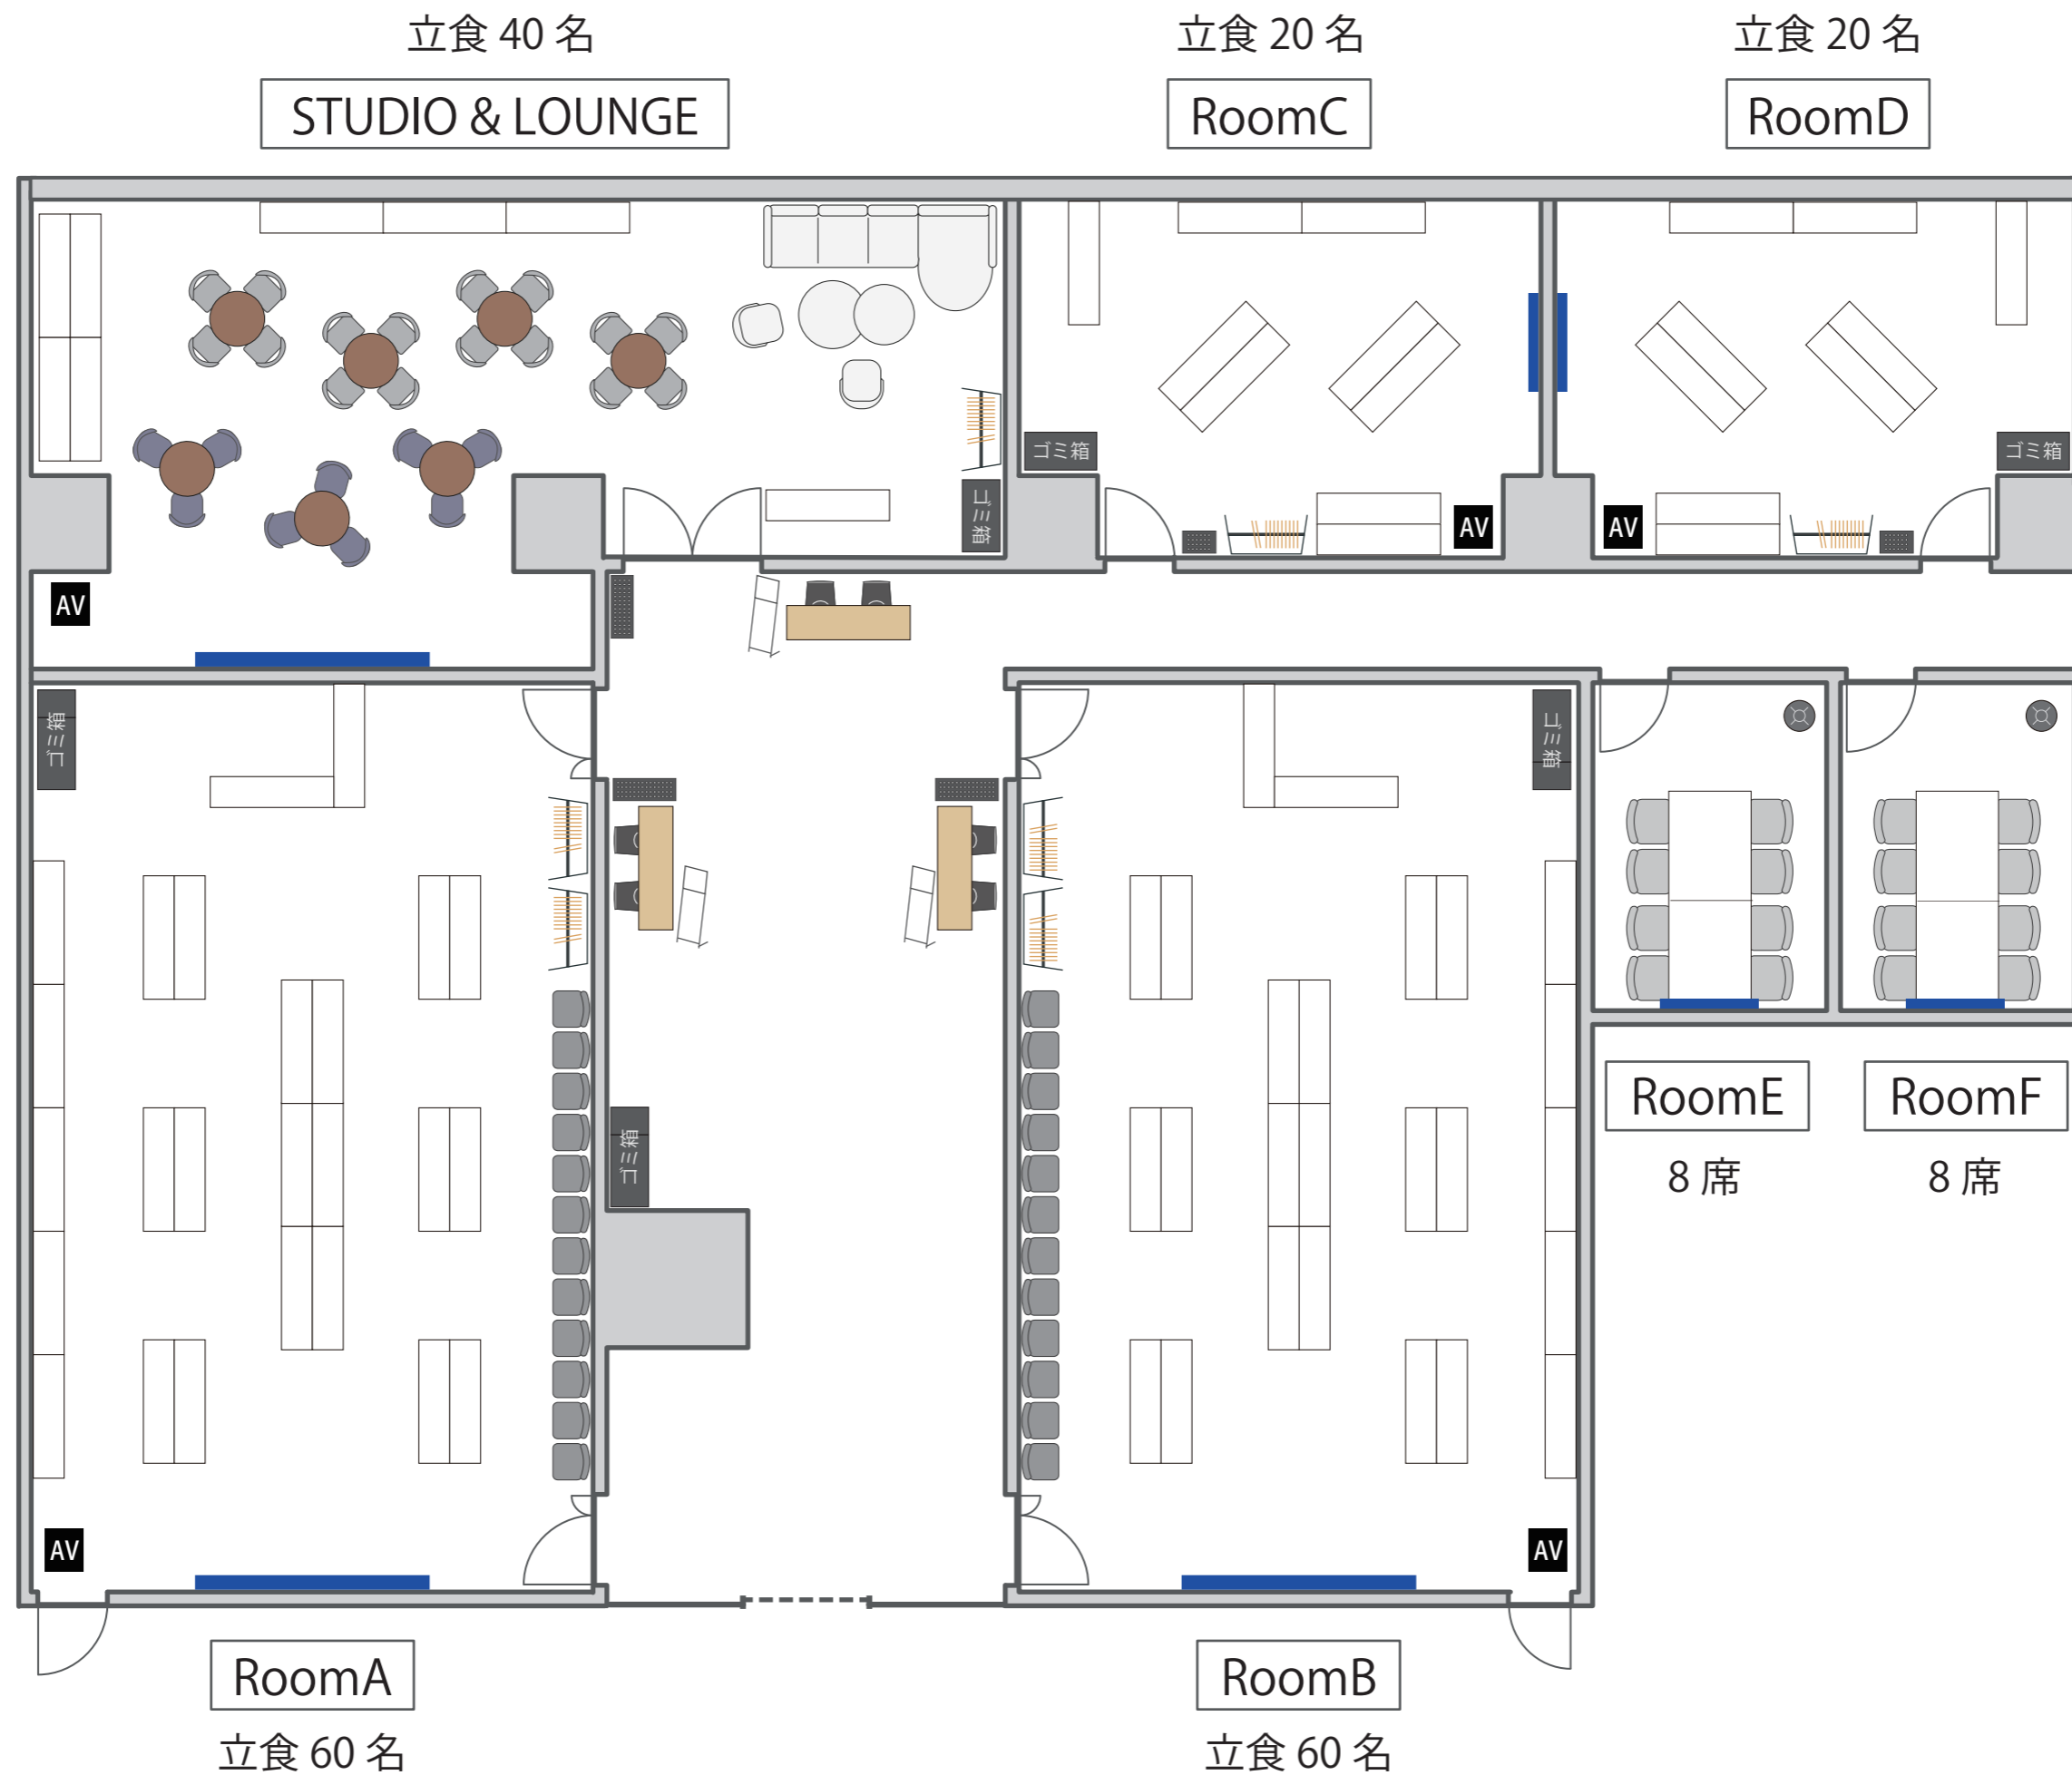 立食 40 名
STUDIO & LOUNGE
立食 20 名
RoomC
立食 20 名
RoomD
ゴミ箱
ゴミ箱
ゴミ箱
AV
AV
AV
ゴミ箱
ゴミ箱
ゴミ箱
RoomE
8 席
RoomF
8 席
AV
AV
RoomA
立食 60 名
RoomB
立食 60 名